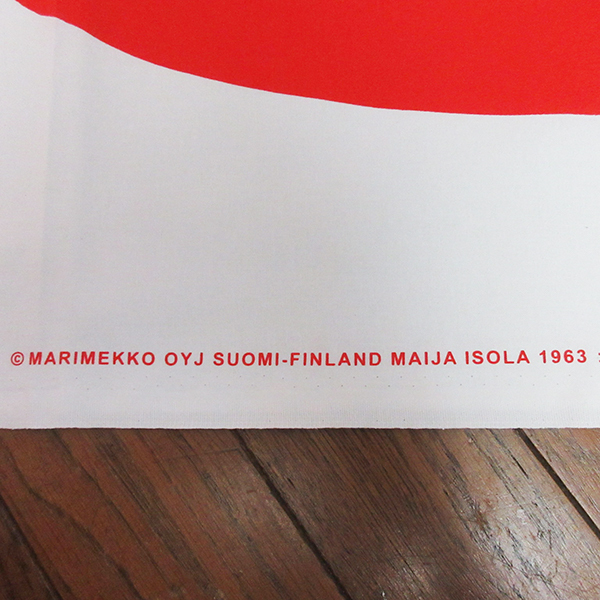 © MARIMEKKO OYJ SUOMI-FINLAND MAIJA ISOLA 1963